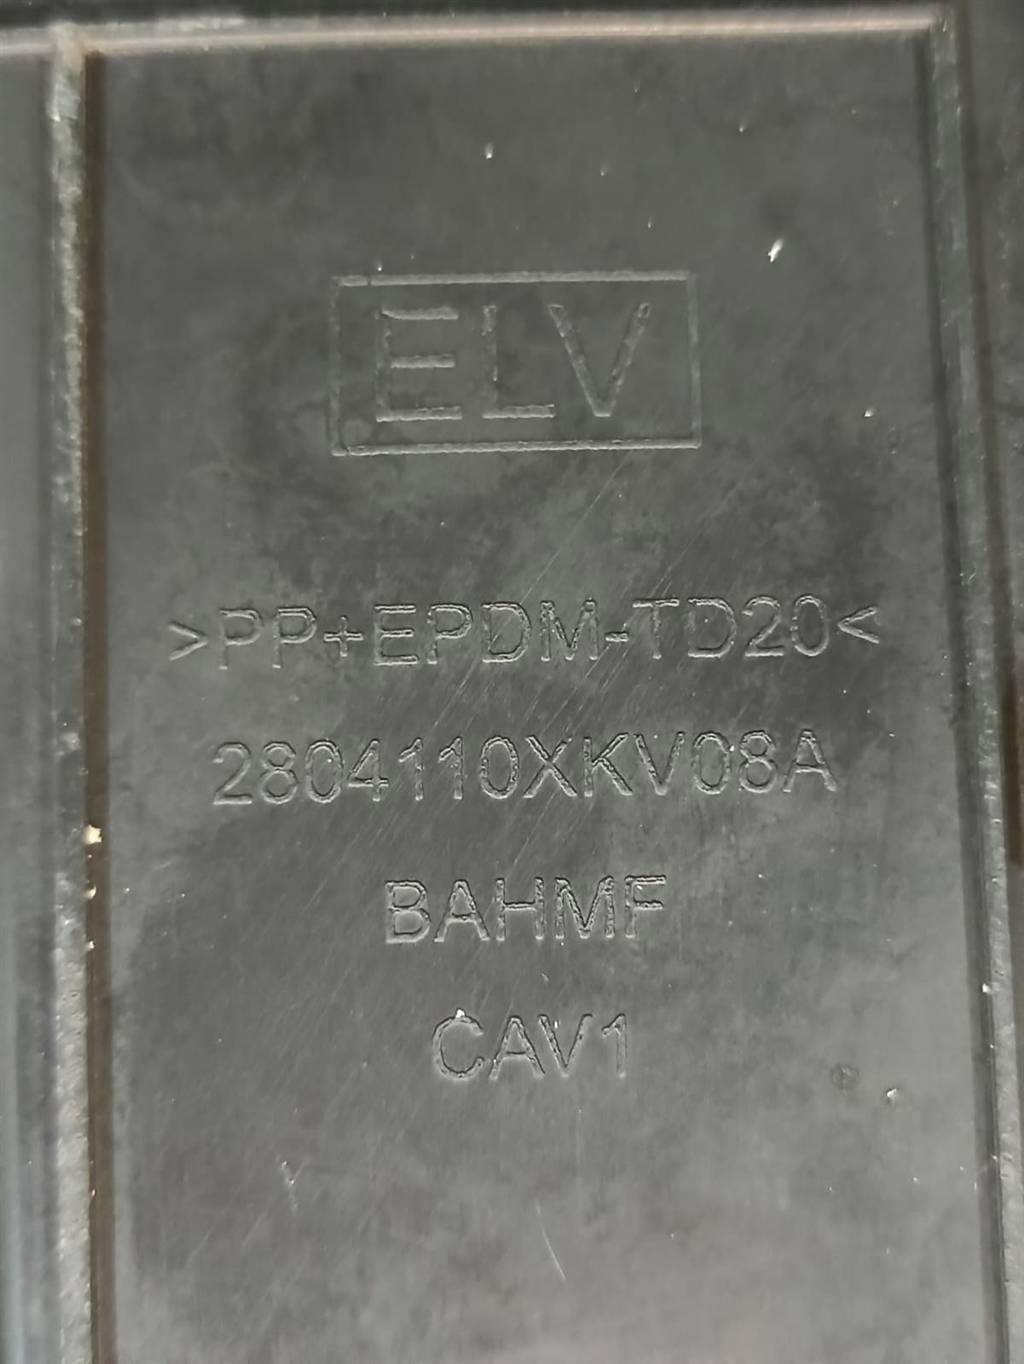 ELV
>PP+EPDM-TD20<
2804110XKV08A
BAHMF
CAV1